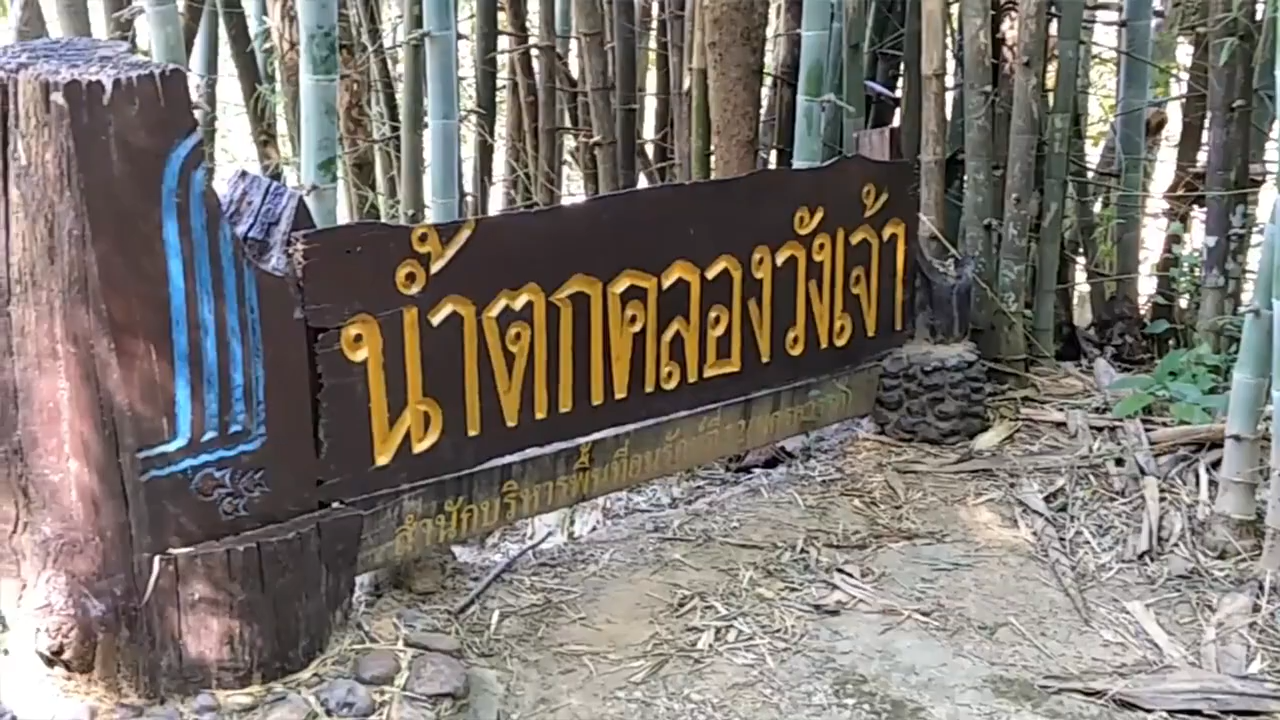 น้ำตกคลองวังเจ้า
สำนักบริหารพื้นที่อนุรักษ์ที่